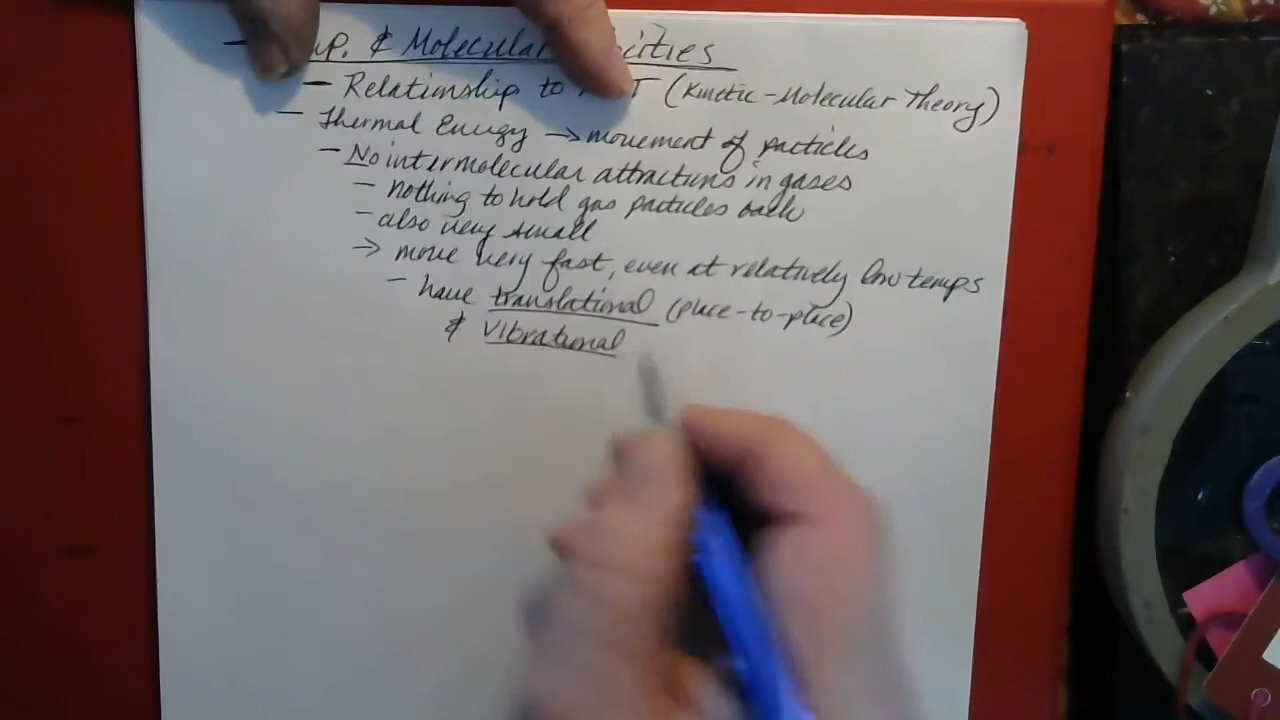 - & Molecular
- Relationship to (Kinetic-Molecular Theory)
- Thermal Energy → movement of particles
- No intermolecular attractions in gases
- nothing to hold gas particles back
- also very small
→ move very fast, even at relatively low temps
- have translational (place-to-place)
& vibrational